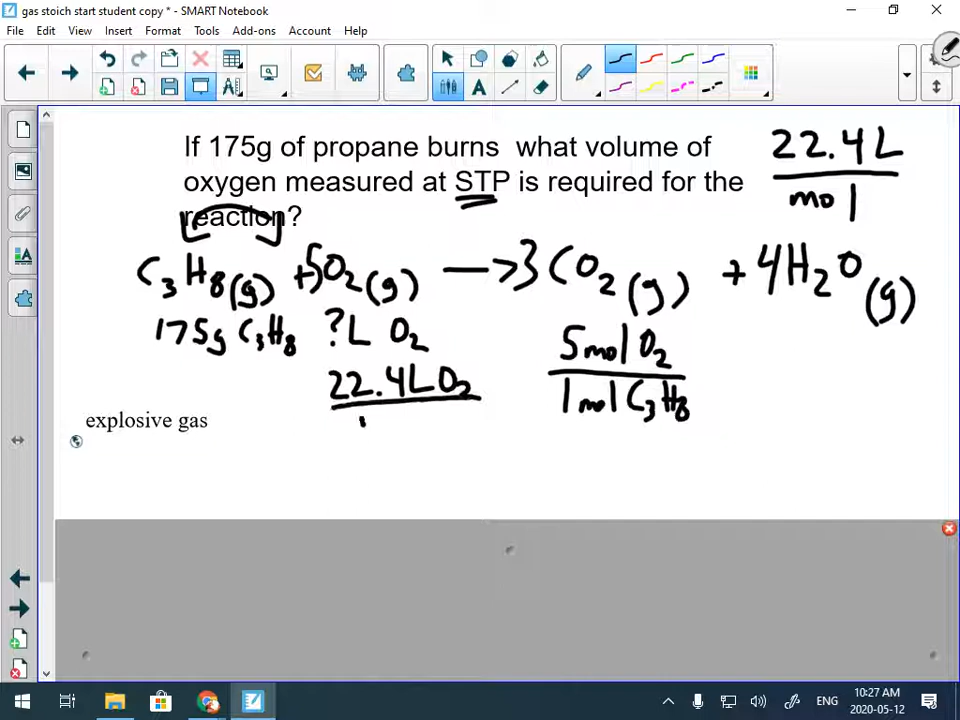 gas stoich start student copy * - SMART Notebook
File Edit View Insert Format Tools Add-ons Account Help
If 175g of propane burns what volume of
oxygen measured at STP is required for the
reaction?
22.4 L
mol
C₃H₈(g) + 5O₂(g) —> 3CO₂(g) + 4H₂O(g)
175g C₃H₈ ?L O₂
22.4L O₂
1
5mol O₂
1mol C₃H₈
explosive gas
ENG
10:27 AM
2020-05-12